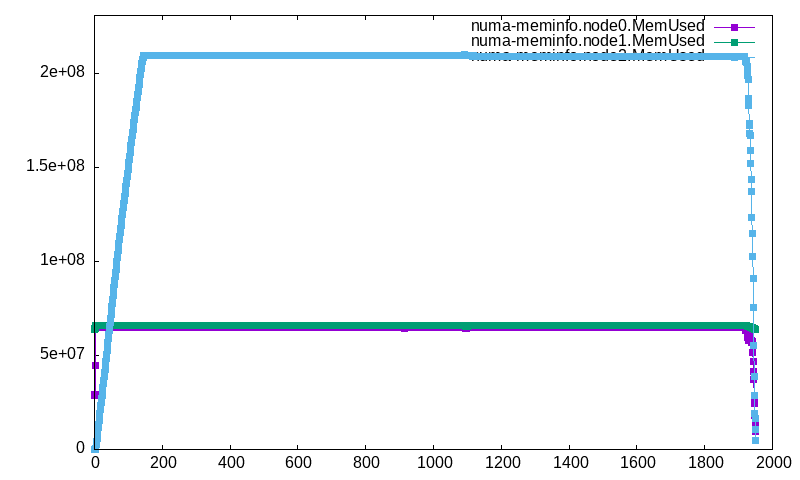 numa-meminfo.node0.MemUsed
numa-meminfo.node1.MemUsed
numa-meminfo.node2.MemUsed
2e+08
1.5e+08
1e+08
5e+07
0
0 200 400 600 800 1000 1200 1400 1600 1800 2000